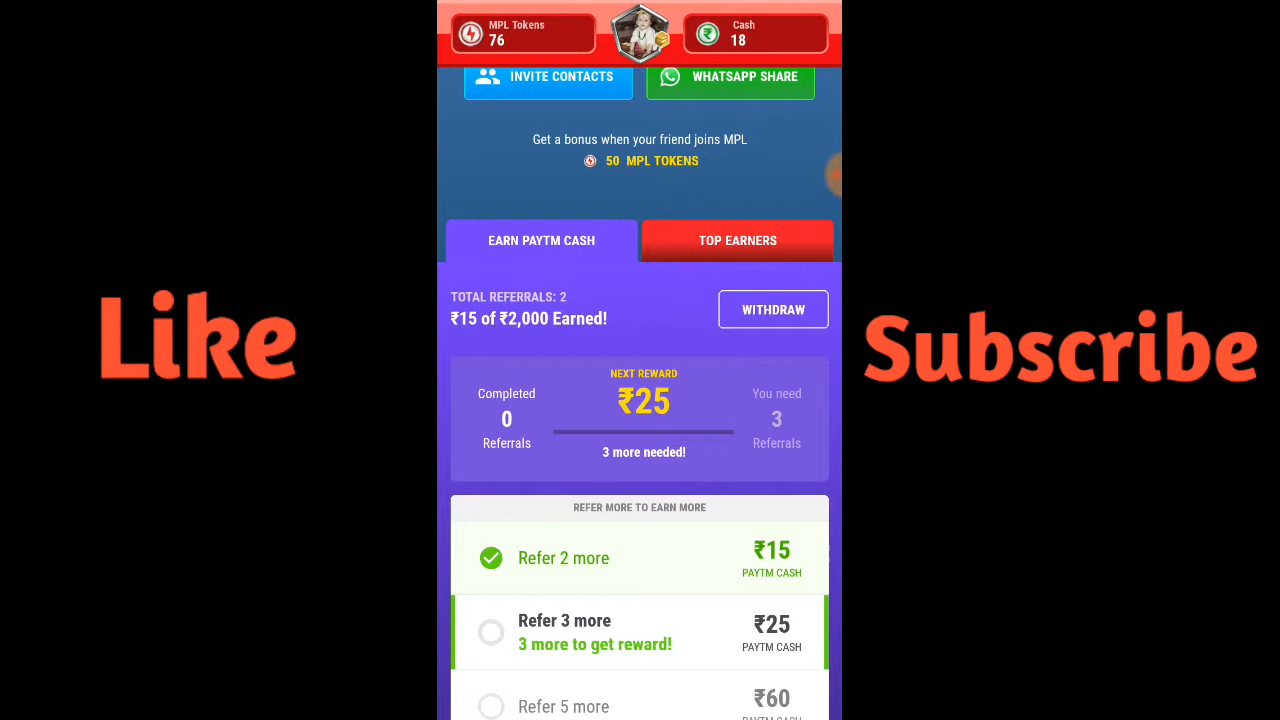 MPL Tokens
76
Cash
18
INVITE CONTACTS
WHATSAPP SHARE
Get a bonus when your friend joins MPL
50 MPL TOKENS
EARN PAYTM CASH
TOP EARNERS
TOTAL REFERRALS: 2
₹15 of ₹2,000 Earned!
WITHDRAW
NEXT REWARD
₹25
Completed
0
Referrals
You need
3
Referrals
3 more needed!
REFER MORE TO EARN MORE
Refer 2 more
₹15
PAYTM CASH
Refer 3 more
3 more to get reward!
₹25
PAYTM CASH
Refer 5 more
₹60
Like
Subscribe